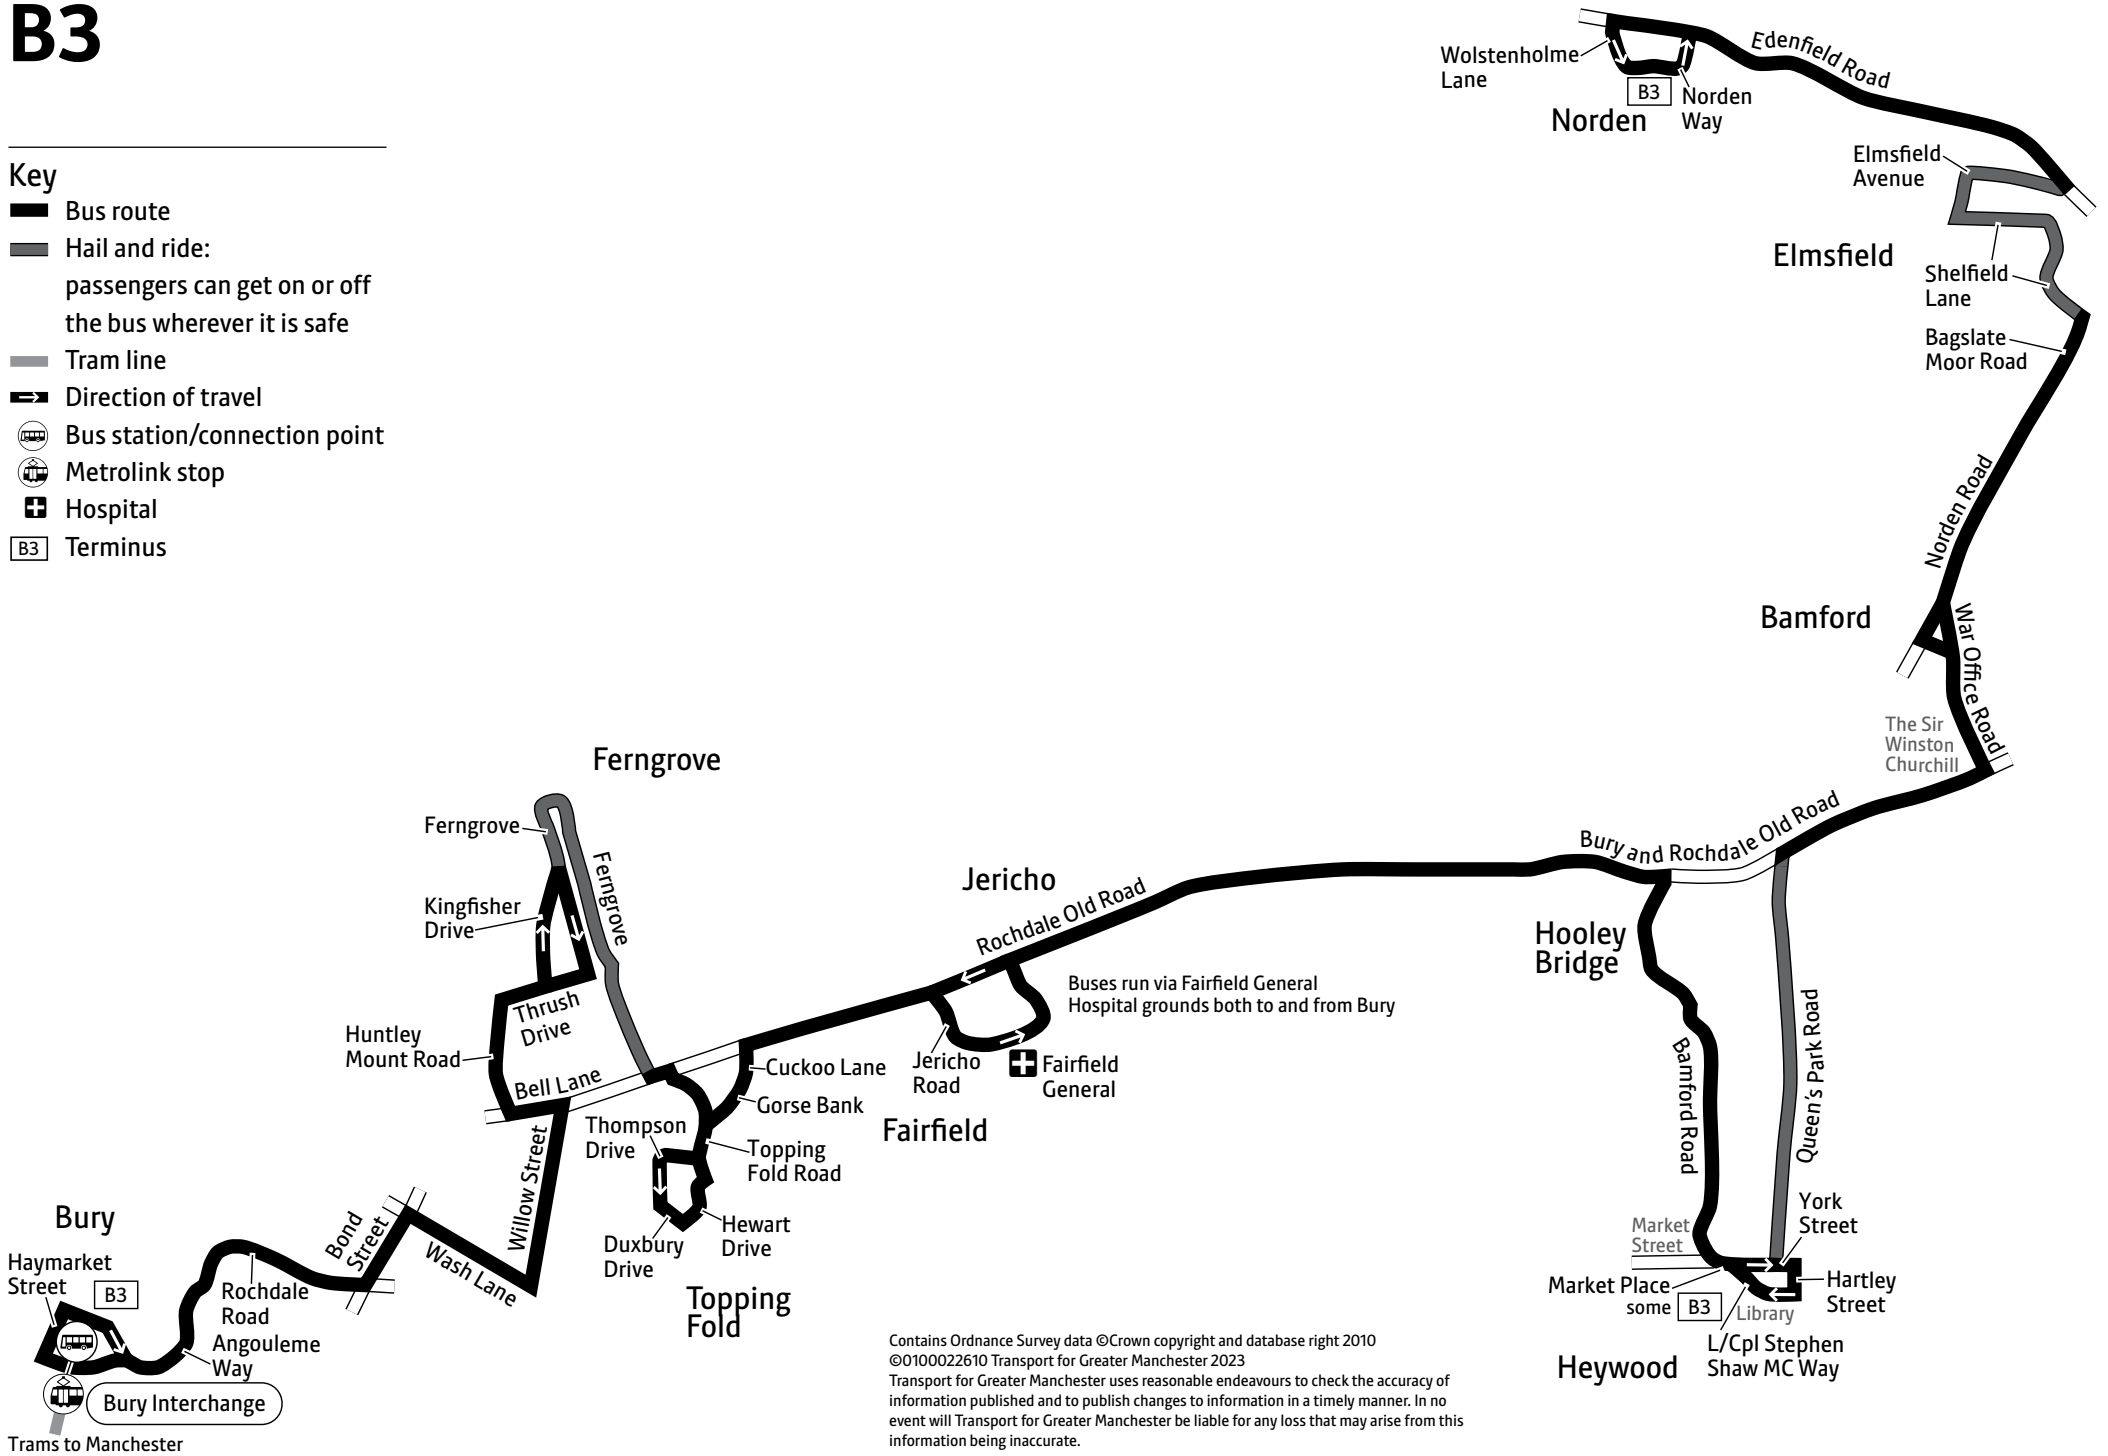 B3
Key
Bus route
Hail and ride:
passengers can get on or off
the bus wherever it is safe
Tram line
Direction of travel
Bus station/connection point
Metrolink stop
Hospital
B3 Terminus
Wolstenholme
Lane
B3
Norden
Norden
Way
Edenfield Road
Elmsfield
Avenue
Elmsfield
Shelfield
Lane
Bagslate
Moor Road
Norden Road
Bamford
War Office Road
The Sir
Winston
Churchill
Bury and Rochdale Old Road
Ferngrove
Ferngrove
Ferngrove
Kingfisher
Drive
Thrush
Drive
Huntley
Mount Road
Bell Lane
Jericho
Rochdale Old Road
Buses run via Fairfield General
Hospital grounds both to and from Bury
Cuckoo Lane
Gorse Bank
Jericho
Road
Fairfield
General
Fairfield
Hooley
Bridge
Bamford Road
Queen's Park Road
Thompson
Drive
Topping
Fold Road
Hewart
Drive
Duxbury
Drive
Topping
Fold
Willow Street
Wash Lane
Bond
Street
Bury
Haymarket
Street
B3
Rochdale
Road
Angouleme
Way
Bury Interchange
Trams to Manchester
York
Street
Market
Street
Market Place
some B3
Hartley
Street
Library
L/Cpl Stephen
Shaw MC Way
Heywood
Contains Ordnance Survey data ©Crown copyright and database right 2010
©0100022610 Transport for Greater Manchester 2023
Transport for Greater Manchester uses reasonable endeavours to check the accuracy of
information published and to publish changes to information in a timely manner. In no
event will Transport for Greater Manchester be liable for any loss that may arise from this
information being inaccurate.